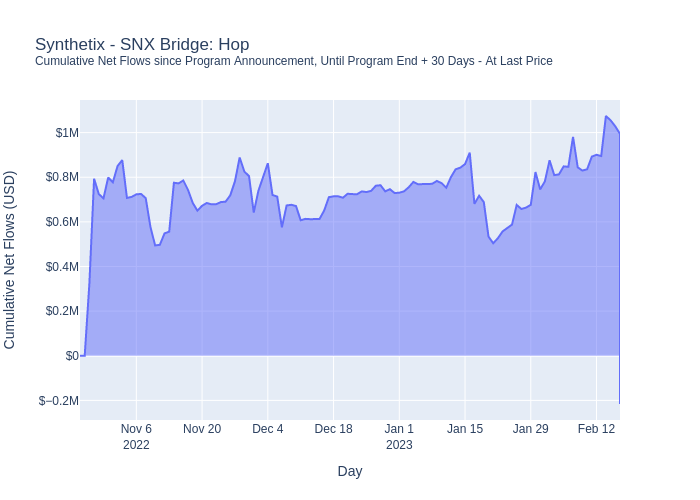 Synthetix - SNX Bridge: Hop
Cumulative Net Flows since Program Announcement, Until Program End + 30 Days - At Last Price
Cumulative Net Flows (USD)
$1M
$0.8M
$0.6M
$0.4M
$0.2M
$0
$−0.2M
Nov 6
2022
Nov 20
Dec 4
Dec 18
Jan 1
2023
Jan 15
Jan 29
Feb 12
Day